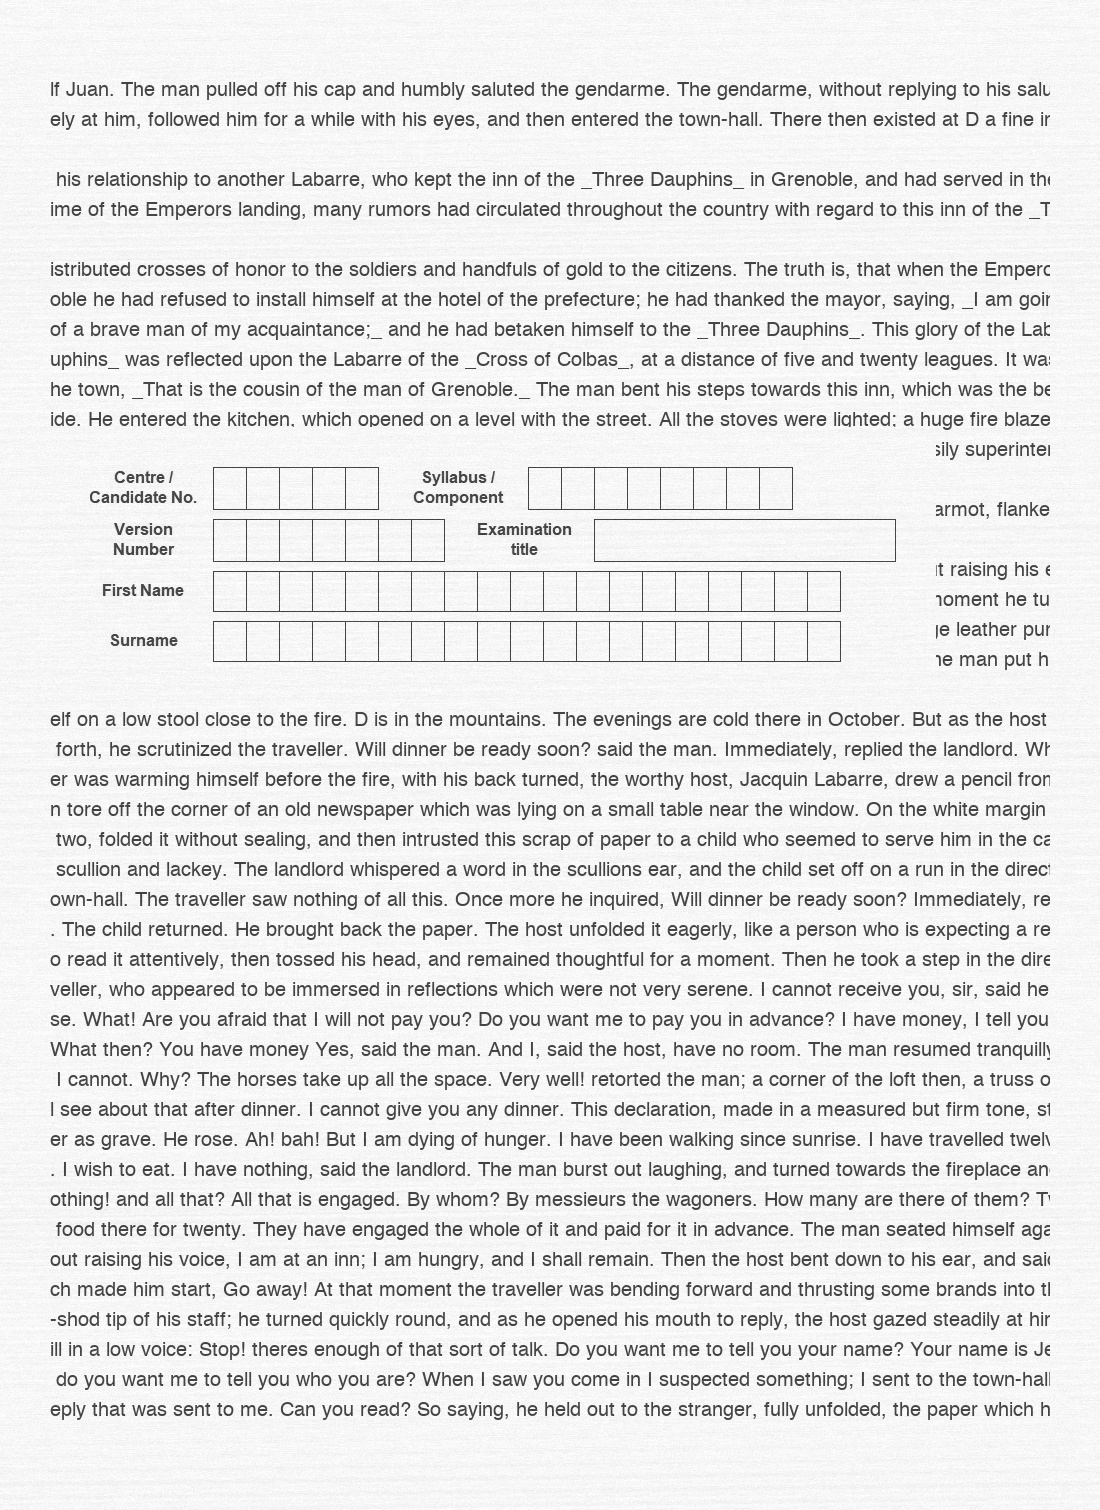 lf Juan. The man pulled off his cap and humbly saluted the gendarme. The gendarme, without replying to his salu
ely at him, followed him for a while with his eyes, and then entered the town-hall. There then existed at D a fine in
his relationship to another Labarre, who kept the inn of the _Three Dauphins_ in Grenoble, and had served in the
ime of the Emperors landing, many rumors had circulated throughout the country with regard to this inn of the _T
istributed crosses of honor to the soldiers and handfuls of gold to the citizens. The truth is, that when the Empero
oble he had refused to install himself at the hotel of the prefecture; he had thanked the mayor, saying, _I am goin
of a brave man of my acquaintance;_ and he had betaken himself to the _Three Dauphins_. This glory of the Lab
uphins_ was reflected upon the Labarre of the _Cross of Colbas_, at a distance of five and twenty leagues. It was
he town, _That is the cousin of the man of Grenoble._ The man bent his steps towards this inn, which was the be
ide. He entered the kitchen, which opened on a level with the street. All the stoves were lighted; a huge fire blaze
sily superinten
Centre / Candidate No.
Syllabus / Component
armot, flanke
Version Number
Examination title
t raising his e
First Name
moment he tu
ge leather pur
Surname
he man put h
elf on a low stool close to the fire. D is in the mountains. The evenings are cold there in October. But as the host
forth, he scrutinized the traveller. Will dinner be ready soon? said the man. Immediately, replied the landlord. Wh
er was warming himself before the fire, with his back turned, the worthy host, Jacquin Labarre, drew a pencil from
n tore off the corner of an old newspaper which was lying on a small table near the window. On the white margin
two, folded it without sealing, and then intrusted this scrap of paper to a child who seemed to serve him in the ca
scullion and lackey. The landlord whispered a word in the scullions ear, and the child set off on a run in the direct
own-hall. The traveller saw nothing of all this. Once more he inquired, Will dinner be ready soon? Immediately, re
. The child returned. He brought back the paper. The host unfolded it eagerly, like a person who is expecting a re
o read it attentively, then tossed his head, and remained thoughtful for a moment. Then he took a step in the dire
veller, who appeared to be immersed in reflections which were not very serene. I cannot receive you, sir, said he
se. What! Are you afraid that I will not pay you? Do you want me to pay you in advance? I have money, I tell you
What then? You have money Yes, said the man. And I, said the host, have no room. The man resumed tranquilly
I cannot. Why? The horses take up all the space. Very well! retorted the man; a corner of the loft then, a truss o
l see about that after dinner. I cannot give you any dinner. This declaration, made in a measured but firm tone, st
er as grave. He rose. Ah! bah! But I am dying of hunger. I have been walking since sunrise. I have travelled twelv
. I wish to eat. I have nothing, said the landlord. The man burst out laughing, and turned towards the fireplace and
othing! and all that? All that is engaged. By whom? By messieurs the wagoners. How many are there of them? Tw
food there for twenty. They have engaged the whole of it and paid for it in advance. The man seated himself aga
out raising his voice, I am at an inn; I am hungry, and I shall remain. Then the host bent down to his ear, and said
ch made him start, Go away! At that moment the traveller was bending forward and thrusting some brands into th
-shod tip of his staff; he turned quickly round, and as he opened his mouth to reply, the host gazed steadily at him
ill in a low voice: Stop! theres enough of that sort of talk. Do you want me to tell you your name? Your name is Je
do you want me to tell you who you are? When I saw you come in I suspected something; I sent to the town-hall
eply that was sent to me. Can you read? So saying, he held out to the stranger, fully unfolded, the paper which h